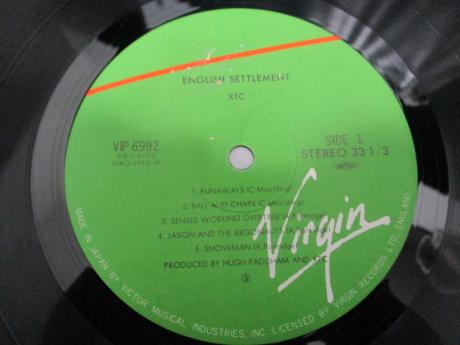 ENGLISH SETTLEMENT
XTC
VIP-6992
SIDE 1
STEREO 33 1/3
1. RUNAWAYS (C.Moulding)
2. BALL AND CHAIN (C.Moulding)
3. SENSES WORKING OVERTIME (A.Partridge)
4. JASON AND THE ARGONAUTS (A.Partridge)
5. SNOWMAN (A.Partridge)
PRODUCED BY HUGH PADGHAM AND XTC
S
Virgin
MADE IN JAPAN BY VICTOR MUSICAL INDUSTRIES, INC. LICENSED BY VIRGIN RECORDS LTD, ENGLAND